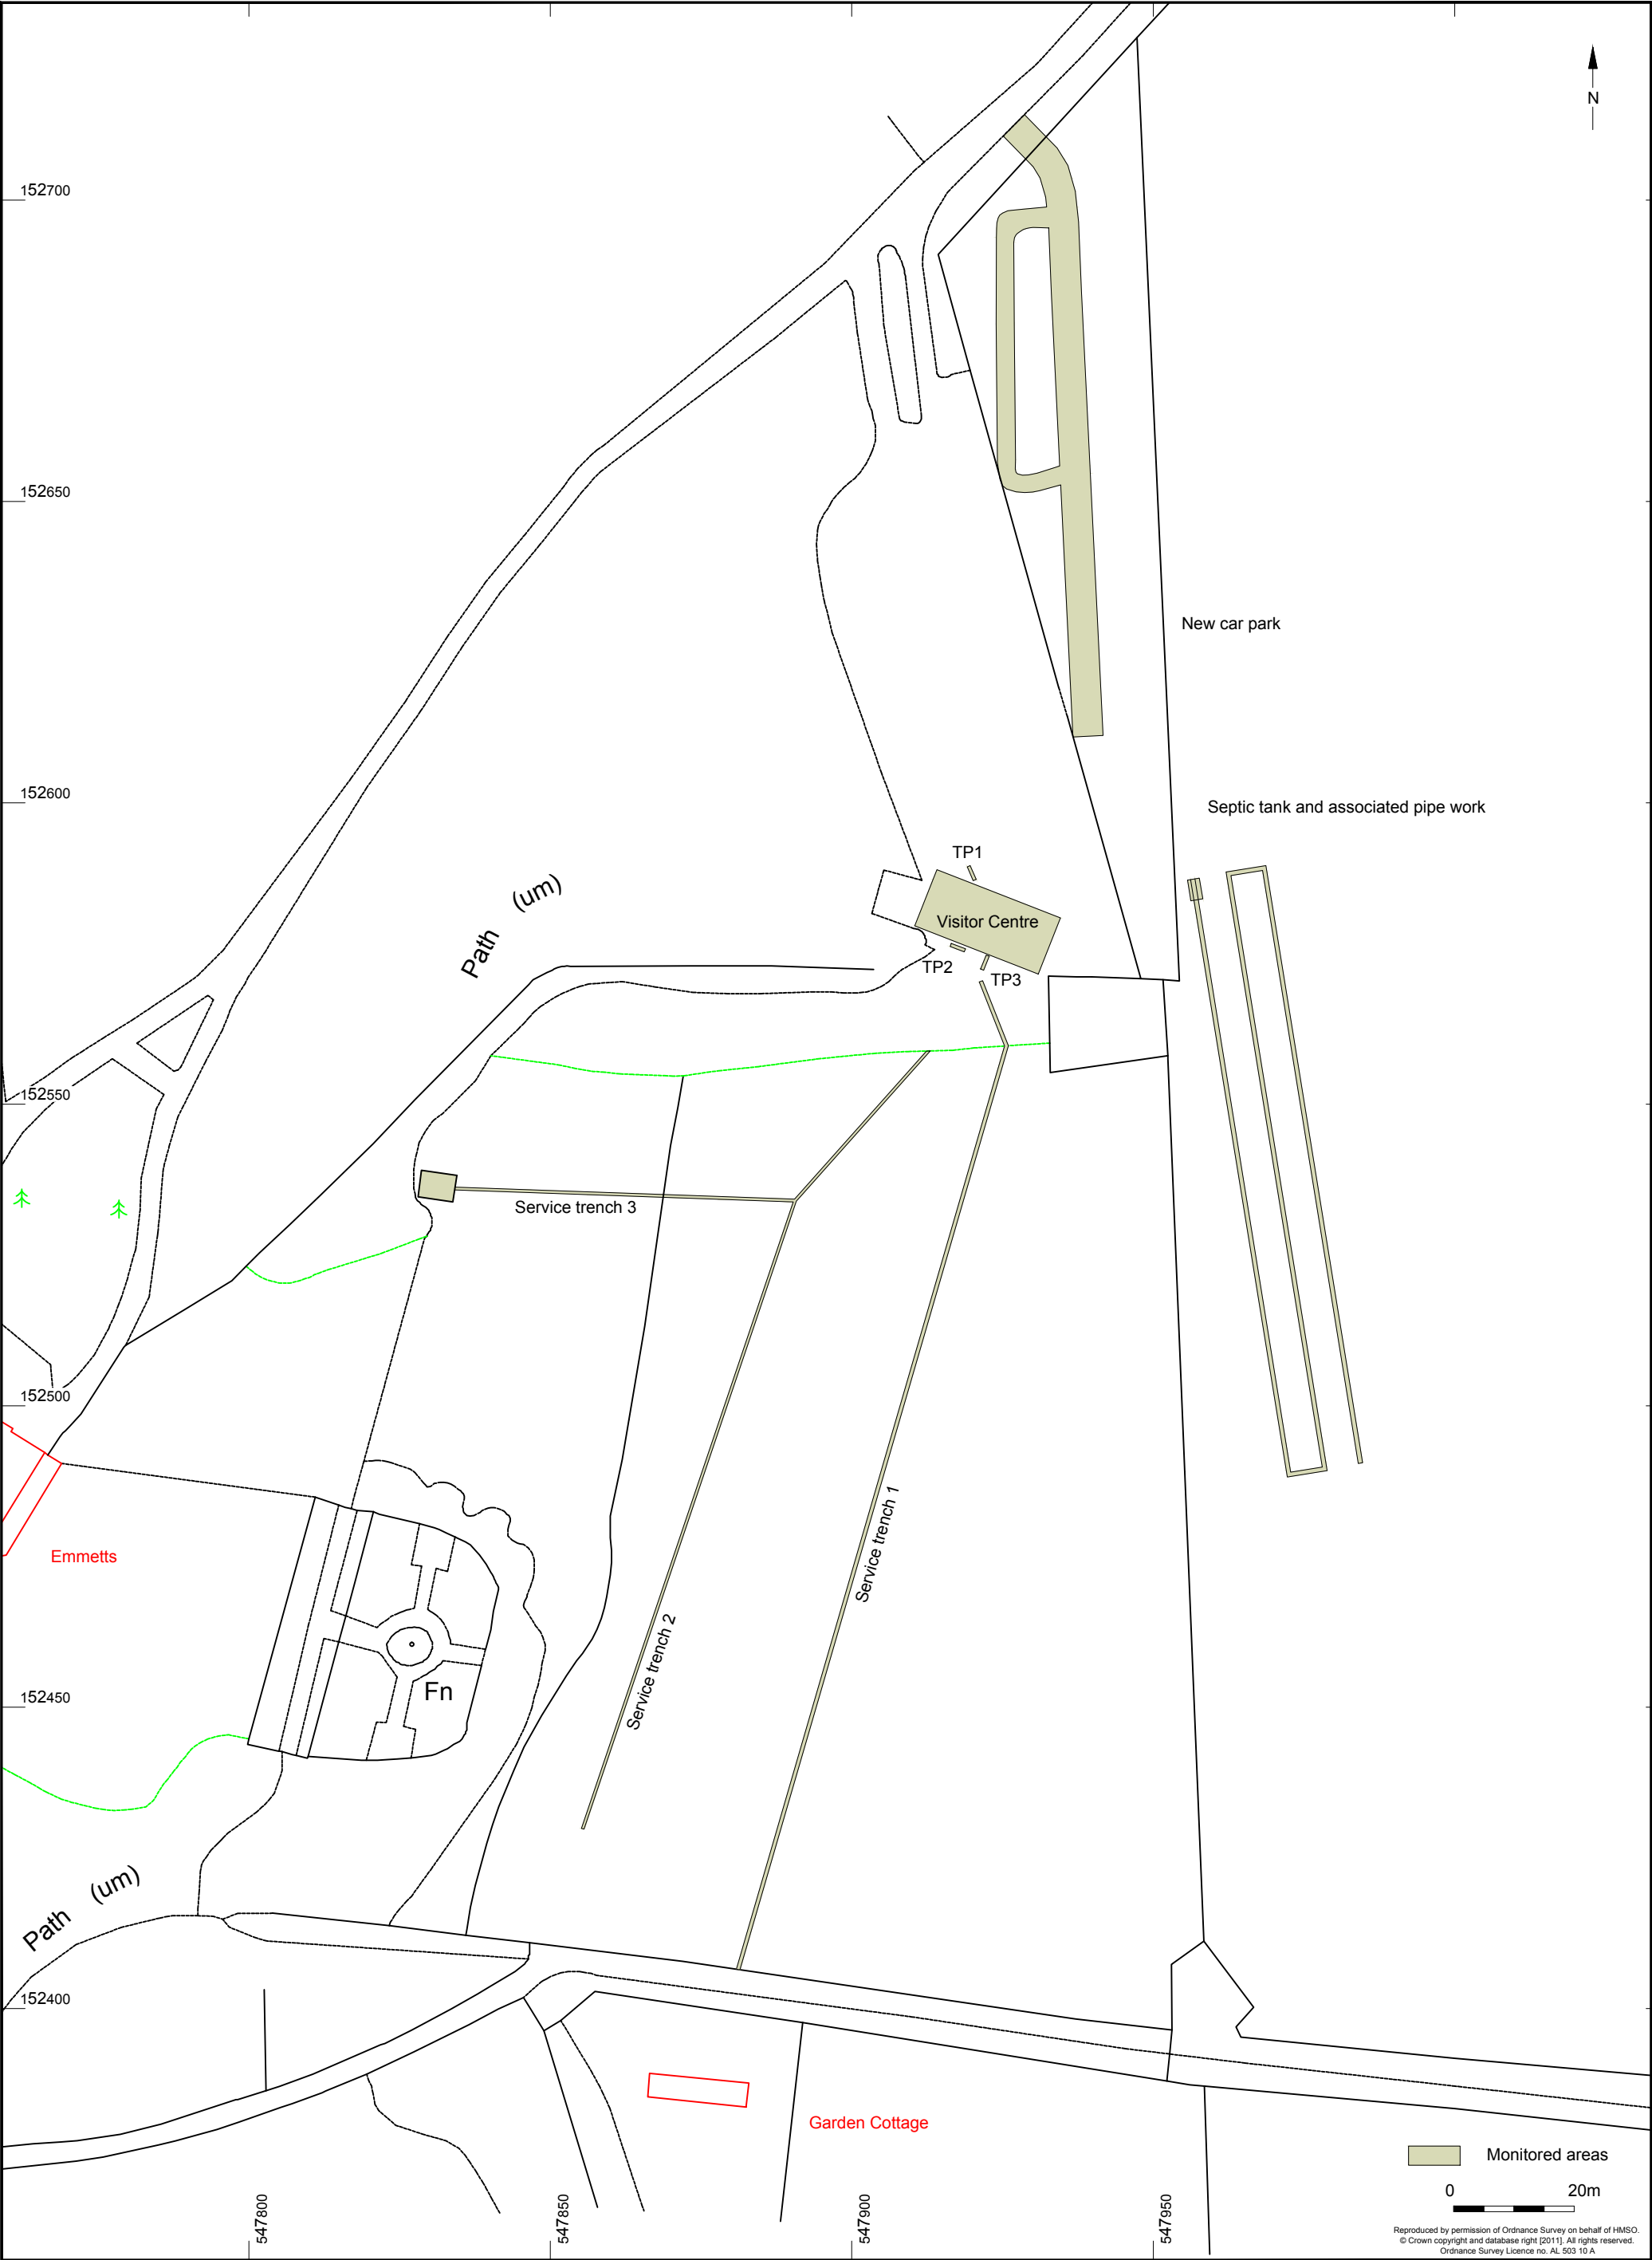 N
152700
152650
New car park
152600
Septic tank and associated pipe work
TP1
Path (um)
Visitor Centre
TP2
TP3
152550
Service trench 3
152500
Service trench 1
Emmetts
Service trench 2
Fn
152450
Path (um)
152400
Garden Cottage
Monitored areas
0 20m
547800
547850
547900
547950
Reproduced by permission of Ordnance Survey on behalf of HMSO.
© Crown copyright and database right [2011]. All rights reserved.
Ordnance Survey Licence no. AL 503 10 A